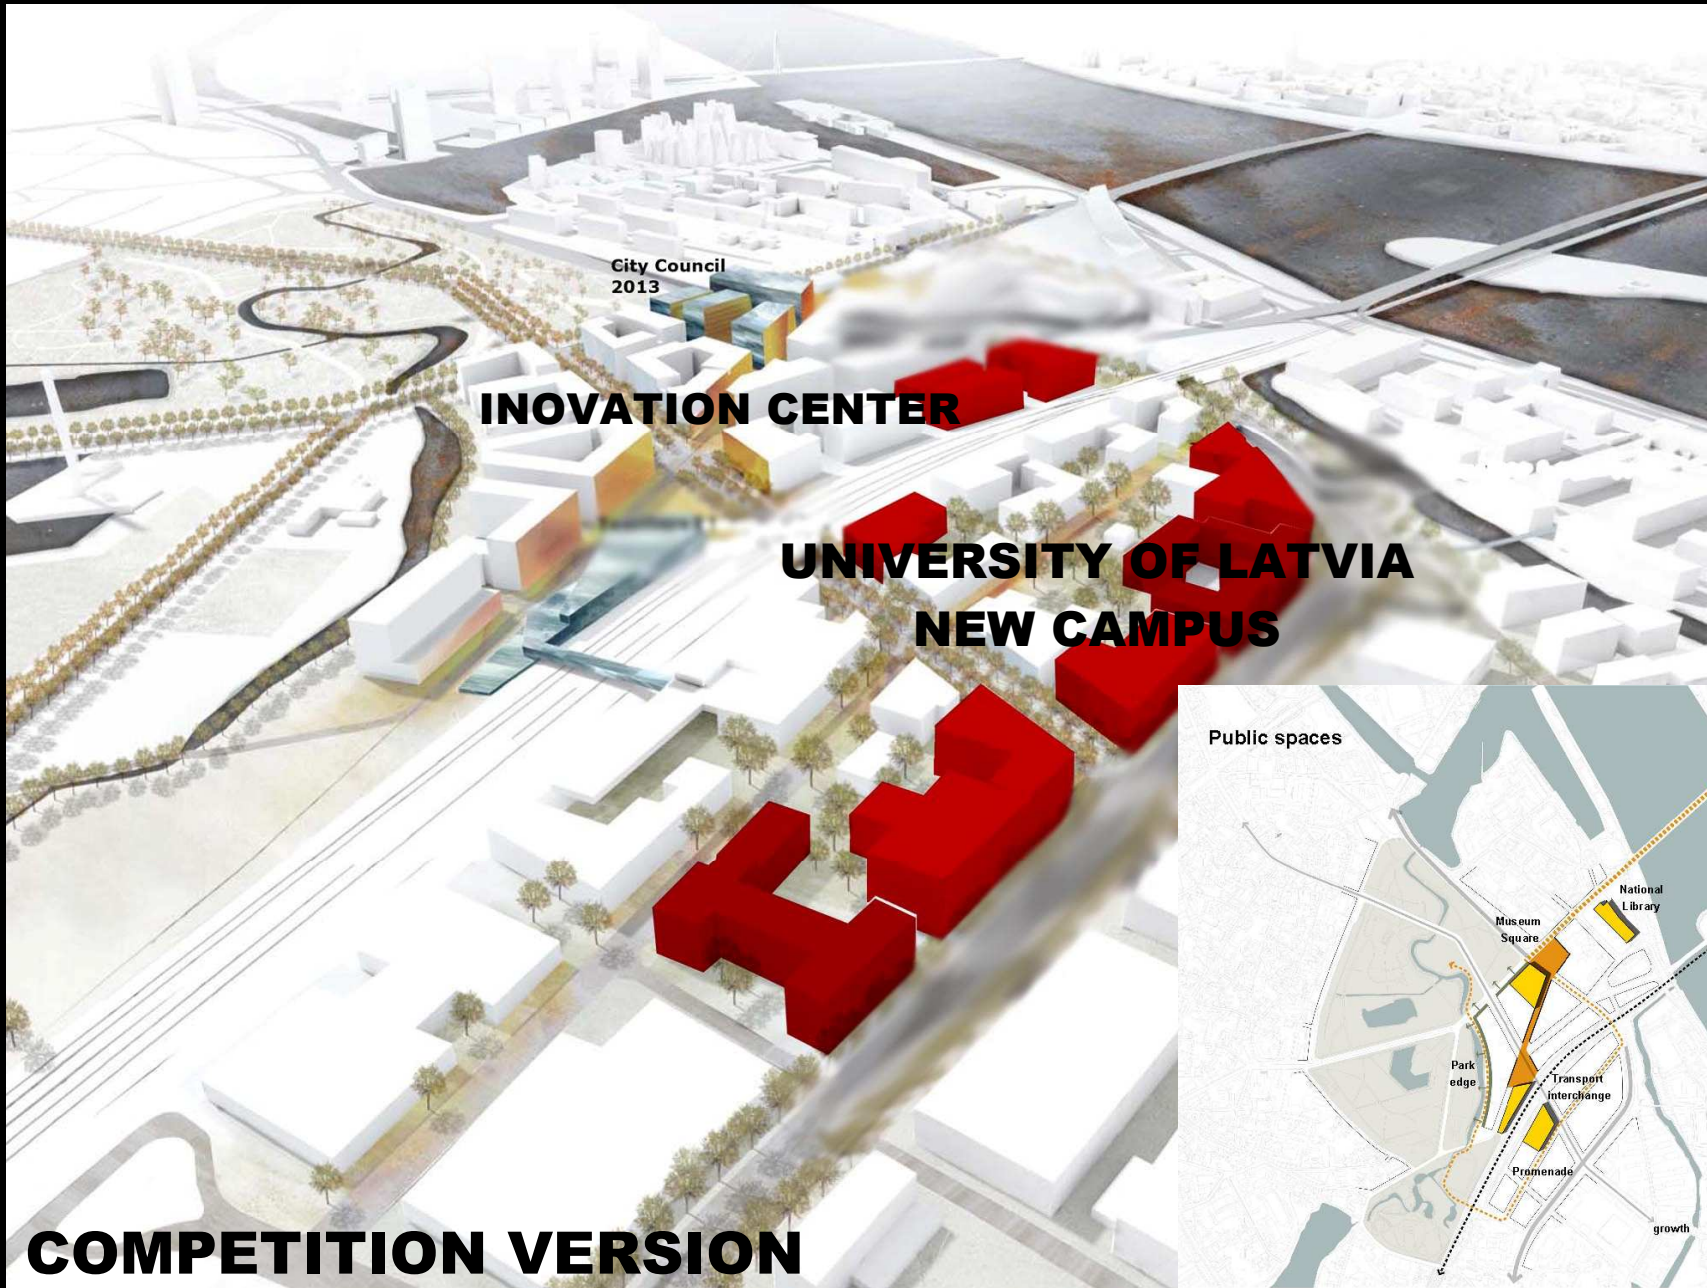 City Council
2013
INOVATION CENTER
UNIVERSITY OF LATVIA
NEW CAMPUS
Public spaces
National
Library
Museum
Square
Park
edge
Transport
interchange
Promenade
growth
COMPETITION VERSION